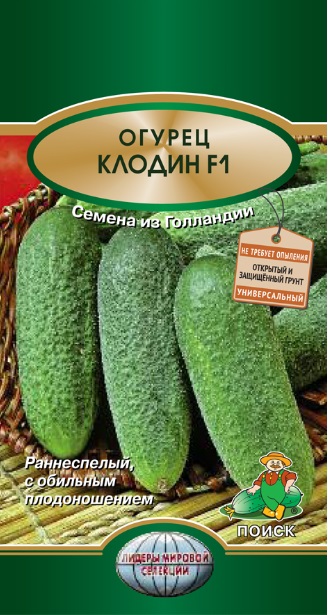 ОГУРЕЦ
КЛОДИН F1
Семена из Голландии
НЕ ТРЕБУЕТ ОПЫЛЕНИЯ
ОТКРЫТЫЙ И
ЗАЩИЩЁННЫЙ ГРУНТ
УНИВЕРСАЛЬНЫЙ
Раннеспелый,
с обильным
плодоношением
ПОИСК
ЛИДЕРЫ МИРОВОЙ
СЕЛЕКЦИИ